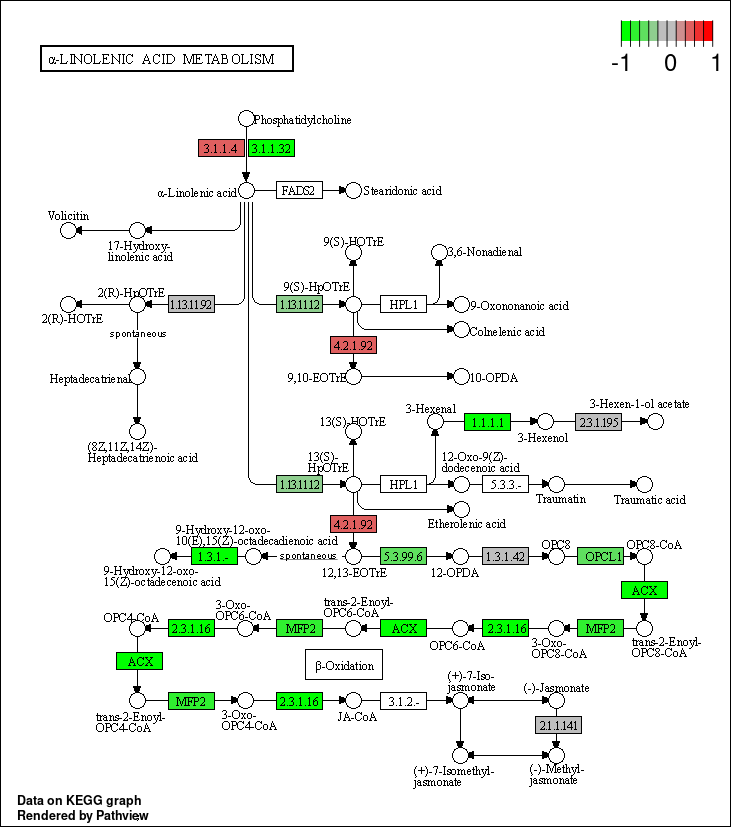 α-LINOLENIC ACID METABOLISM
-1 0 1
Phosphatidylcholine
3.1.1.4 3.1.1.32
α-Linolenic acid
FADS2
Stearidonic acid
Volicitin
17-Hydroxy-
linolenic acid
9(S)-HOTrE
3,6-Nonadienal
2(R)-HpOTrE
1.13.11.92
9(S)-HpOTrE
1.13.11.12
HPL1
9-Oxononanoic acid
2(R)-HOTrE
spontaneous
Colnelenic acid
4.2.1.92
Heptadecatrienal
9,10-EOTrE
10-OPDA
3-Hexenal
3-Hexen-1-ol acetate
13(S)-HOTrE
1.1.1.1
2.3.1.195
3-Hexenol
(8Z,11Z,14Z)-
Heptadecatrienoic acid
13(S)-
HpOTrE
12-Oxo-9(Z)-
dodecenoic acid
1.13.11.12
HPL1
5.3.3.-
Traumatin
Traumatic acid
4.2.1.92
Etherolenic acid
9-Hydroxy-12-oxo-
10(E),15(Z)-octadecadienoic acid
1.3.1.-
spontaneous
5.3.99.6
1.3.1.42
OPC8
OPCL1
OPC8-CoA
9-Hydroxy-12-oxo-
15(Z)-octadecenoic acid
12,13-EOTrE
12-OPDA
ACX
OPC4-CoA
3-Oxo-
OPC6-CoA
trans-2-Enoyl-
OPC6-CoA
2.3.1.16
MFP2
ACX
2.3.1.16
MFP2
OPC6-CoA
3-Oxo-
OPC8-CoA
trans-2-Enoyl-
OPC8-CoA
ACX
β-Oxidation
(+)-7-Iso-
jasmonate
(-)-Jasmonate
MFP2
2.3.1.16
3.1.2.-
trans-2-Enoyl-
OPC4-CoA
3-Oxo-
OPC4-CoA
JA-CoA
2.1.1.141
(+)-7-Isomethyl-
jasmonate
(-)-Methyl-
jasmonate
Data on KEGG graph
Rendered by Pathview